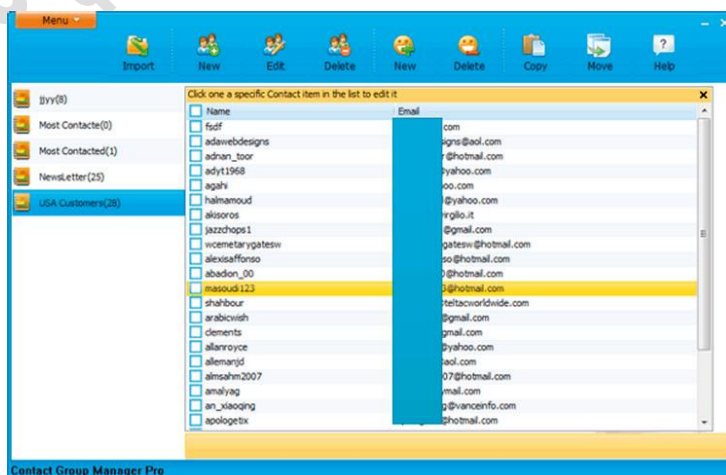 Menu
Import New Edit Delete New Delete Copy Move Help
jjyy(8)
Most Contacte(0)
Most Contacted(1)
NewsLetter(25)
USA Customers(28)
Click one a specific Contact item in the list to edit it
Name Email
fsdf .com
adawebdesigns igns@aol.com
adnan_toor r@hotmail.com
adyt1968 @yahoo.com
agahi oo.com
halmamoud @yahoo.com
akisoros virgilio.it
jazzchops1 @gmail.com
wcemetarygatesw gatesw@hotmail.com
alexisaffonso so@hotmail.com
abadion_00 0@hotmail.com
masoudi123 3@hotmail.com
shahbour @teltacworldwide.com
arabicwish @gmail.com
clements gmail.com
allanroyce @yahoo.com
allemanjd aol.com
almsahm2007 07@hotmail.com
amalyag ymail.com
an_xiaoqing g@vanceinfo.com
apologetix @hotmail.com
Contact Group Manager Pro